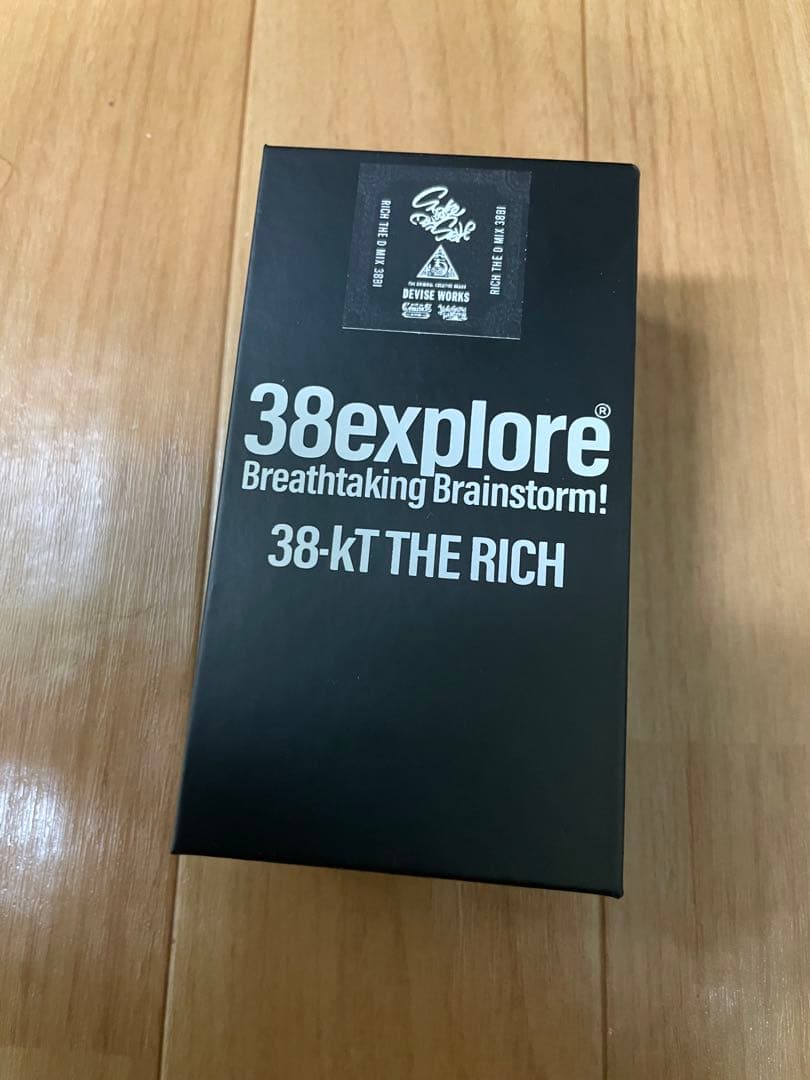 RICH THE D MIX 38BI
RICH THE D MIX 38BI
DEVISE WORKS
38explore®
Breathtaking Brainstorm!
38-kT THE RICH